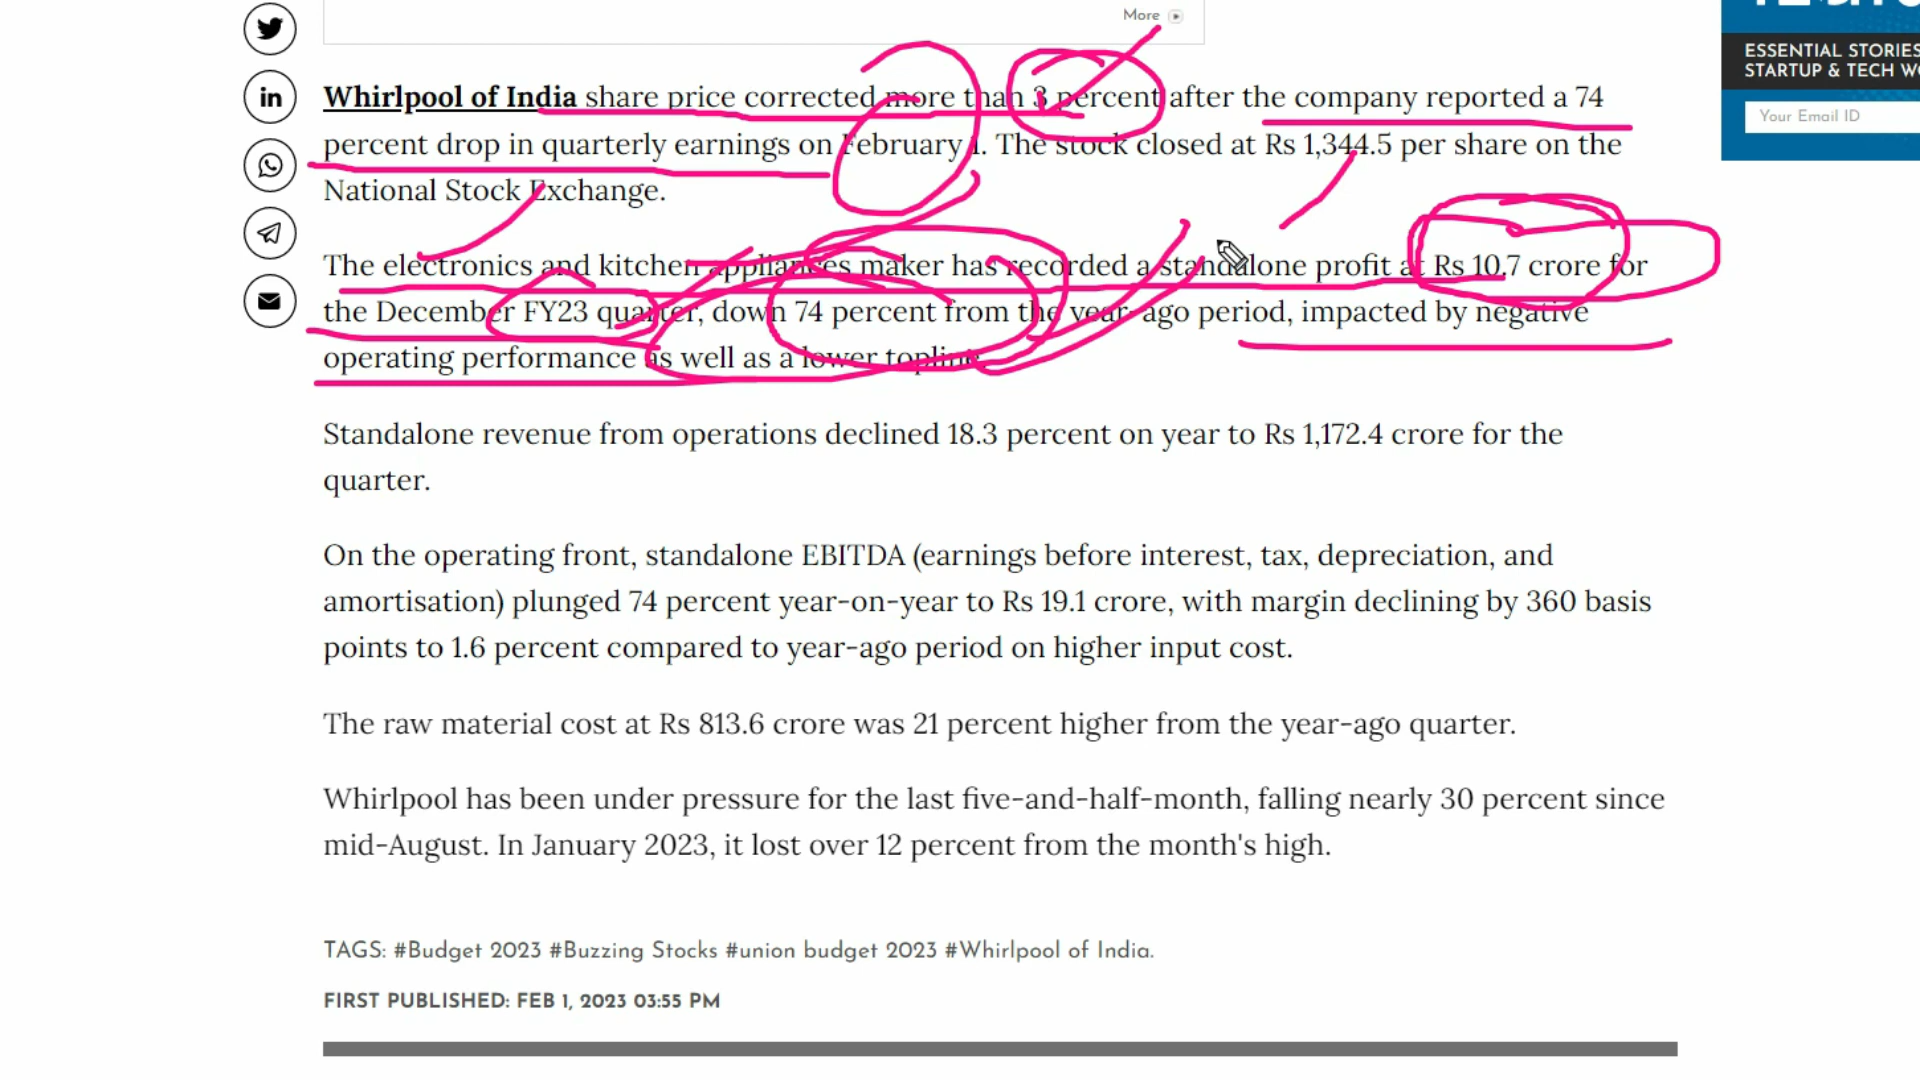 More
ESSENTIAL STORIES
STARTUP & TECH
Your Email ID
Whirlpool of India share price corrected more than 3 percent after the company reported a 74
percent drop in quarterly earnings on February 1. The stock closed at Rs 1,344.5 per share on the
National Stock Exchange.
The electronics and kitchen appliances maker has recorded a standalone profit at Rs 10.7 crore for
the December FY23 quarter, down 74 percent from the year-ago period, impacted by negative
operating performance as well as a lower topline.
Standalone revenue from operations declined 18.3 percent on year to Rs 1,172.4 crore for the
quarter.
On the operating front, standalone EBITDA (earnings before interest, tax, depreciation, and
amortisation) plunged 74 percent year-on-year to Rs 19.1 crore, with margin declining by 360 basis
points to 1.6 percent compared to year-ago period on higher input cost.
The raw material cost at Rs 813.6 crore was 21 percent higher from the year-ago quarter.
Whirlpool has been under pressure for the last five-and-half-month, falling nearly 30 percent since
mid-August. In January 2023, it lost over 12 percent from the month's high.
TAGS: #Budget 2023 #Buzzing Stocks #union budget 2023 #Whirlpool of India.
FIRST PUBLISHED: FEB 1, 2023 03:55 PM